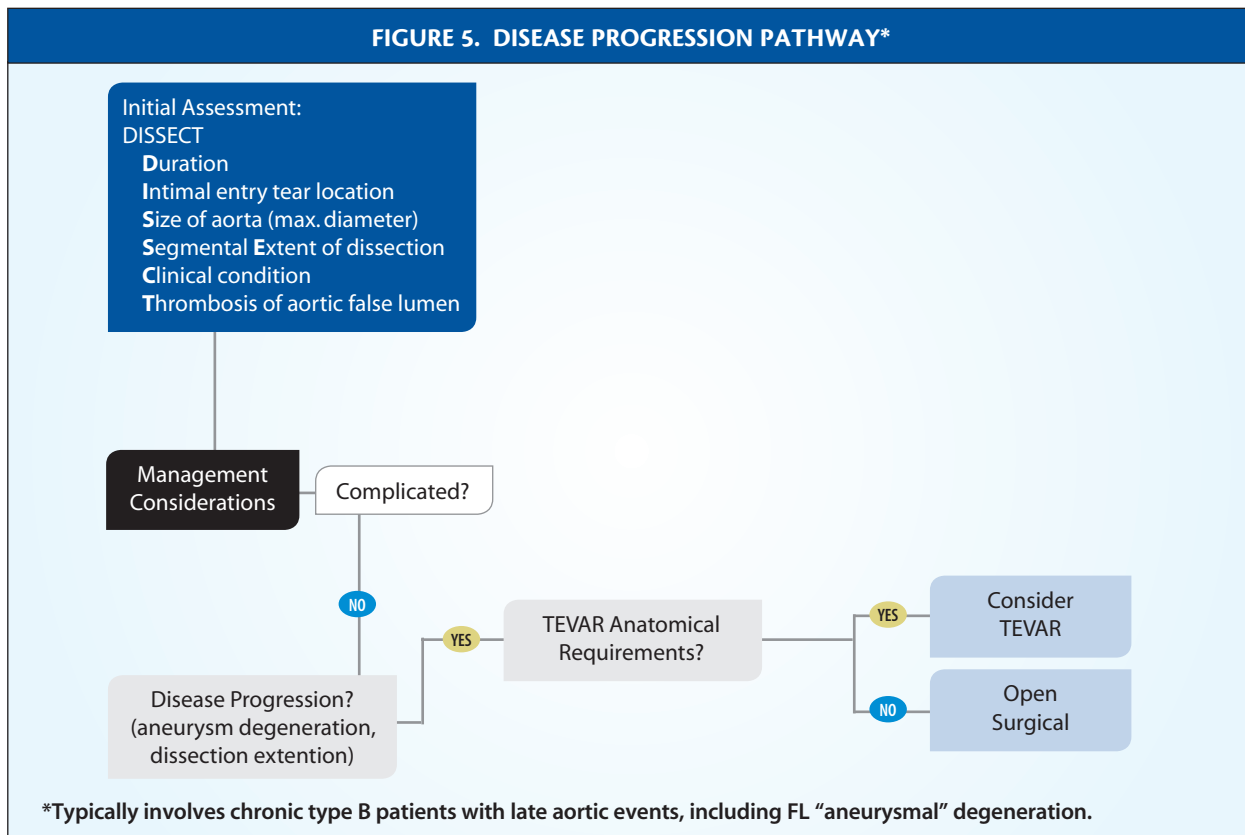 FIGURE 5. DISEASE PROGRESSION PATHWAY*
Initial Assessment:
DISSECT
Duration
Intimal entry tear location
Size of aorta (max. diameter)
Segmental Extent of dissection
Clinical condition
Thrombosis of aortic false lumen
Management
Considerations
Complicated?
NO
Disease Progression?
(aneurysm degeneration,
dissection extention)
YES
TEVAR Anatomical
Requirements?
YES
Consider
TEVAR
NO
Open
Surgical
*Typically involves chronic type B patients with late aortic events, including FL “aneurysmal” degeneration.